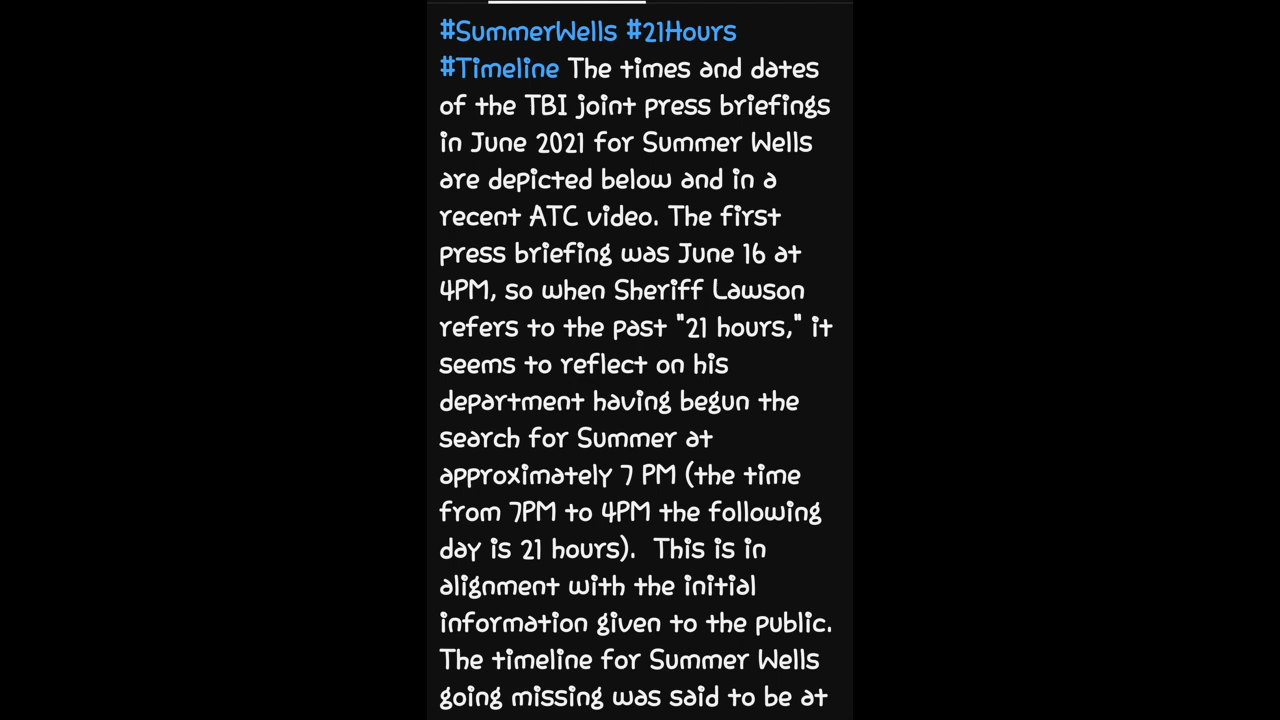 #SummerWells #21Hours
#Timeline The times and dates
of the TBI joint press briefings
in June 2021 for Summer Wells
are depicted below and in a
recent ATC video. The first
press briefing was June 16 at
4PM, so when Sheriff Lawson
refers to the past "21 hours," it
seems to reflect on his
department having begun the
search for Summer at
approximately 7 PM (the time
from 7PM to 4PM the following
day is 21 hours).  This is in
alignment with the initial
information given to the public.
The timeline for Summer Wells
going missing was said to be at